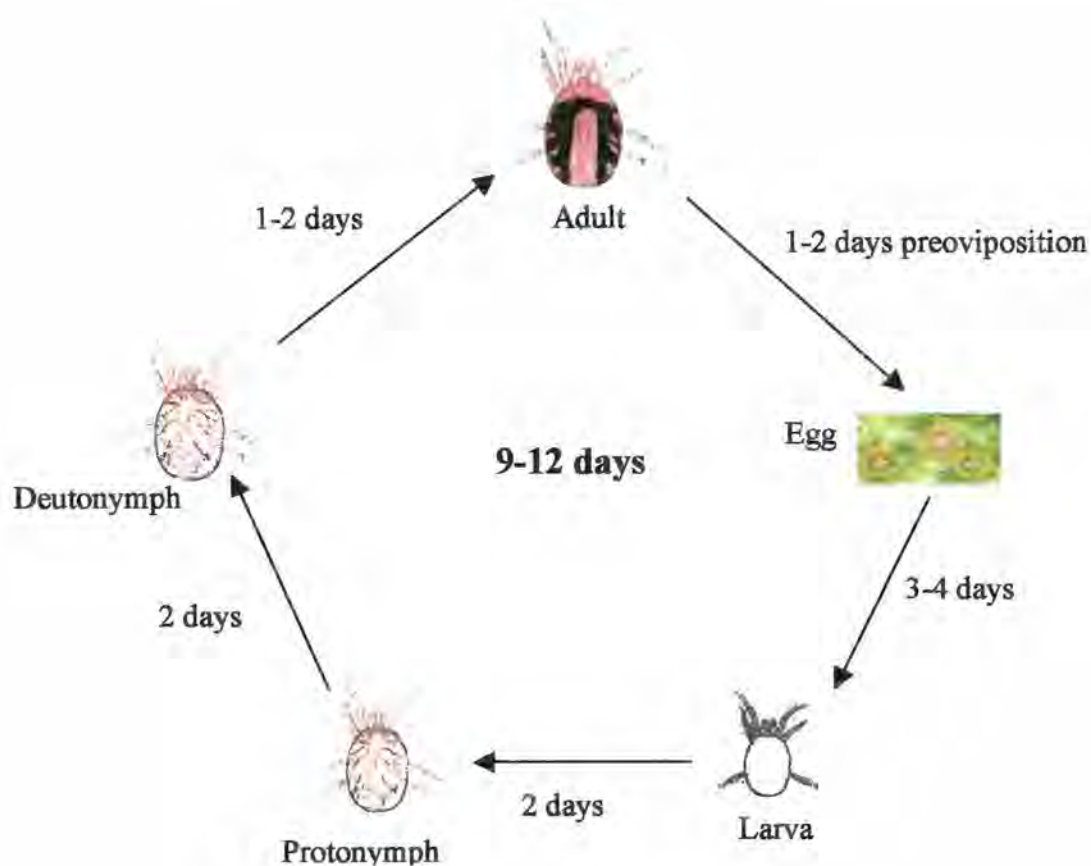 Adult
1-2 days
1-2 days preoviposition
Egg
9-12 days
Deutonymph
3-4 days
2 days
2 days
Larva
Protonymph